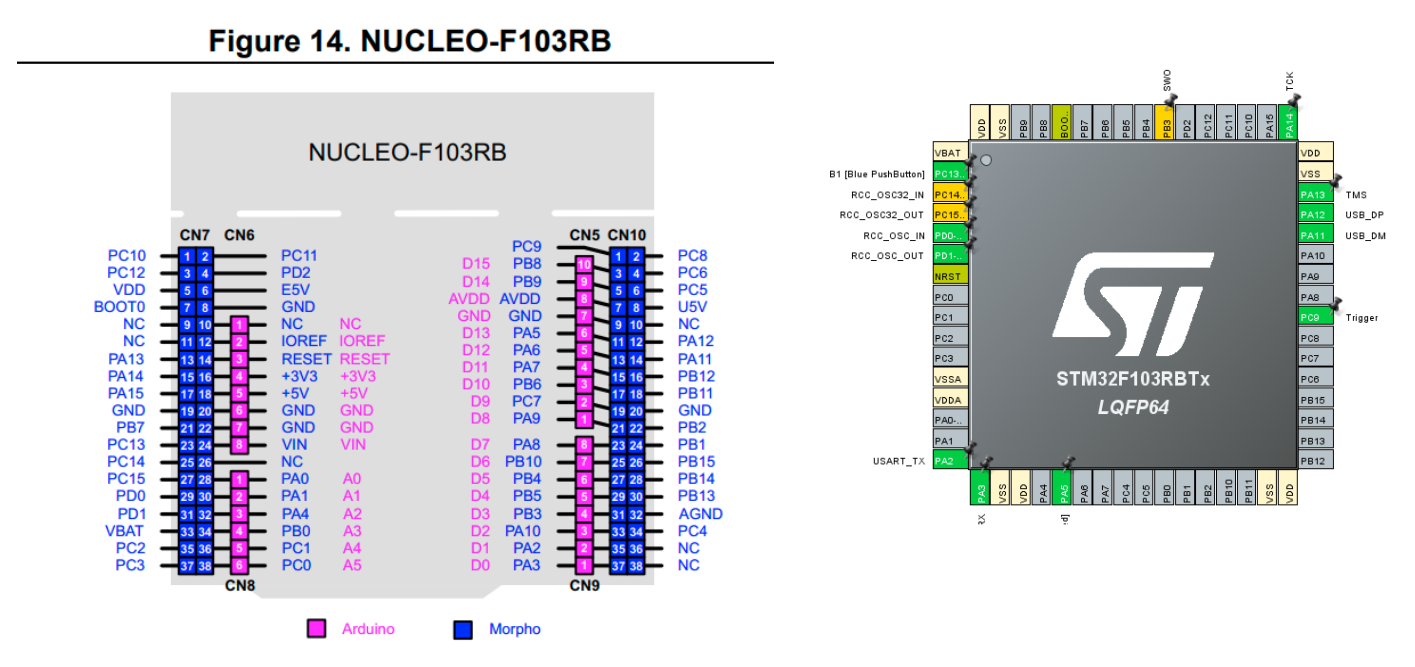 Figure 14. NUCLEO-F103RB
NUCLEO-F103RB
CN7 CN6 CN5 CN10
PC10 1 2 PC11 PC9 1 2 PC8
PC12 3 4 PD2 D15 PB8 10 3 4 PC6
VDD 5 6 E5V D14 PB9 9 5 6 PC5
BOOT0 7 8 GND AVDD AVDD 8 7 8 U5V
NC 9 10 1 NC NC GND GND 7 9 10 NC
NC 11 12 2 IOREF IOREF D13 PA5 6 11 12 PA12
PA13 13 14 3 RESET RESET D12 PA6 5 13 14 PA11
PA14 15 16 4 +3V3 +3V3 D11 PA7 4 15 16 PB12
PA15 17 18 5 +5V +5V D10 PB6 3 17 18 PB11
GND 19 20 6 GND GND D9 PC7 2 19 20 GND
PB7 21 22 7 GND GND D8 PA9 1 21 22 PB2
PC13 23 24 8 VIN VIN D7 PA8 8 23 24 PB1
PC14 25 26 NC D6 PB10 7 25 26 PB15
PC15 27 28 1 PA0 A0 D5 PB4 6 27 28 PB14
PD0 29 30 2 PA1 A1 D4 PB5 5 29 30 PB13
PD1 31 32 3 PA4 A2 D3 PB3 4 31 32 AGND
VBAT 33 34 4 PB0 A3 D2 PA10 3 33 34 PC4
PC2 35 36 5 PC1 A4 D1 PA2 2 35 36 NC
PC3 37 38 6 PC0 A5 D0 PA3 1 37 38 NC
CN8 CN9
Arduino Morpho
SWO TCK
VDD VSS PB9 PB8 BOO.. PB7 PB6 PB5 PB4 PB3 PD2 PC12 PC11 PC10 PA15 PA14
VBAT VDD
B1 [Blue PushButton] PC13.. VSS
RCC_OSC32_IN PC14.. PA13 TMS
RCC_OSC32_OUT PC15.. PA12 USB_DP
RCC_OSC_IN PD0-.. PA11 USB_DM
RCC_OSC_OUT PD1-.. PA10
NRST PA9
PC0 PA8
PC1 PC9 Trigger
PC2 PC8
PC3 PC7
VSSA PC6
VDDA PB15
PA0-.. PB14
PA1 PB13
USART_TX PA2 PB12
ST
STM32F103RBTx
LQFP64
PA3 VSS VDD PA4 PA5 PA6 PA7 PC4 PC5 PB0 PB1 PB2 PB10 PB11 VSS VDD